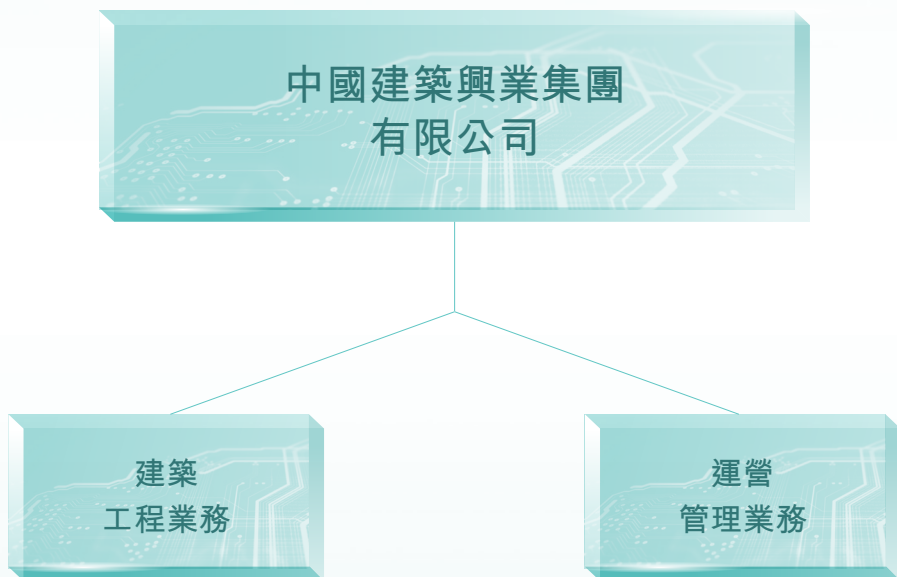 中國建築興業集團
有限公司
建築
工程業務
運營
管理業務